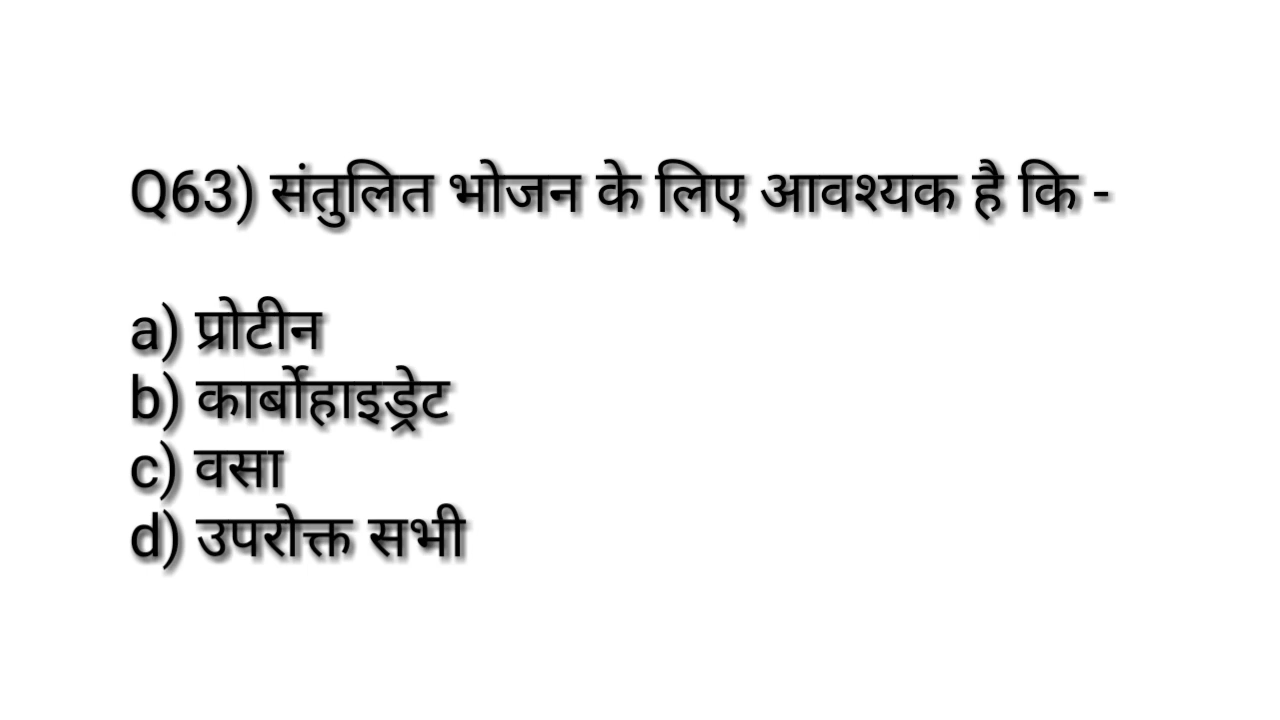 Q63) संतुलित भोजन के लिए आवश्यक है कि -
a) प्रोटीन
b) कार्बोहाइड्रेट
c) वसा
d) उपरोक्त सभी